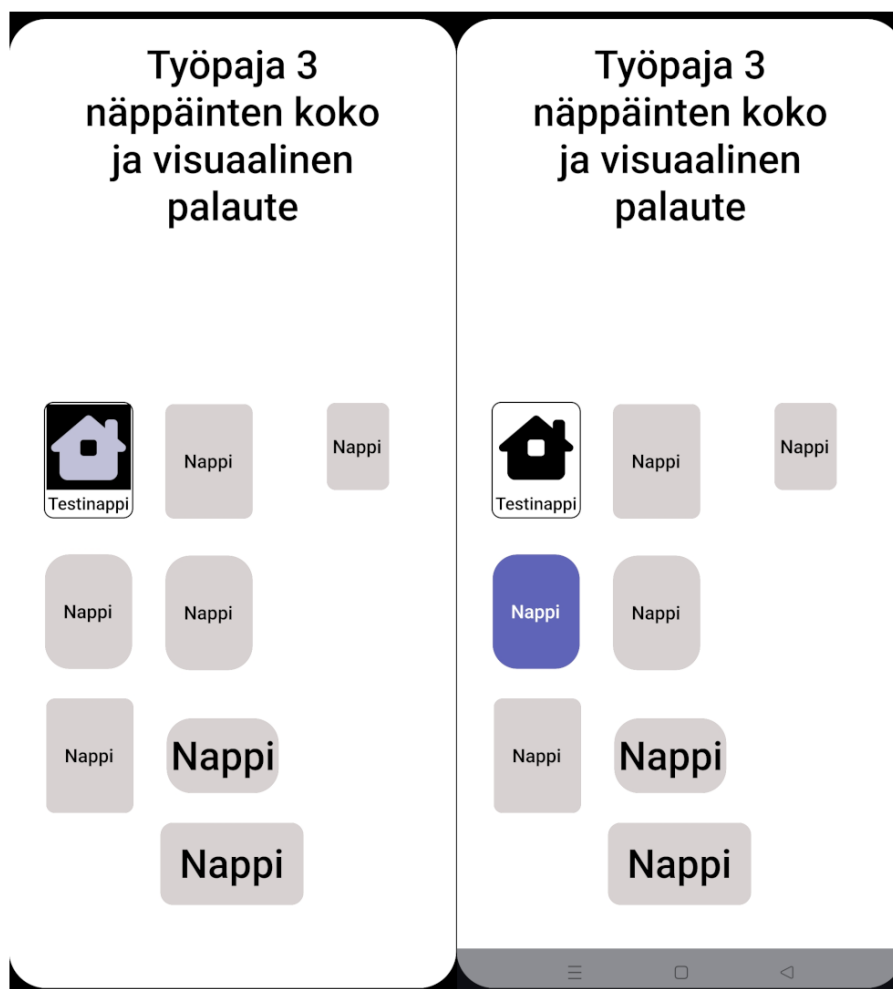 Työpaja 3
näppäinten koko
ja visuaalinen
palaute
Nappi
Nappi
Testinappi
Nappi
Nappi
Nappi
Nappi
Nappi
Työpaja 3
näppäinten koko
ja visuaalinen
palaute
Nappi
Nappi
Testinappi
Nappi
Nappi
Nappi
Nappi
Nappi